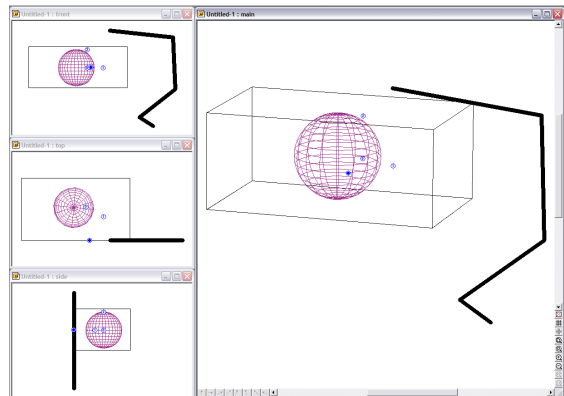 Untitled-1 : front
Untitled-1 : main
Untitled-1 : top
Untitled-1 : side